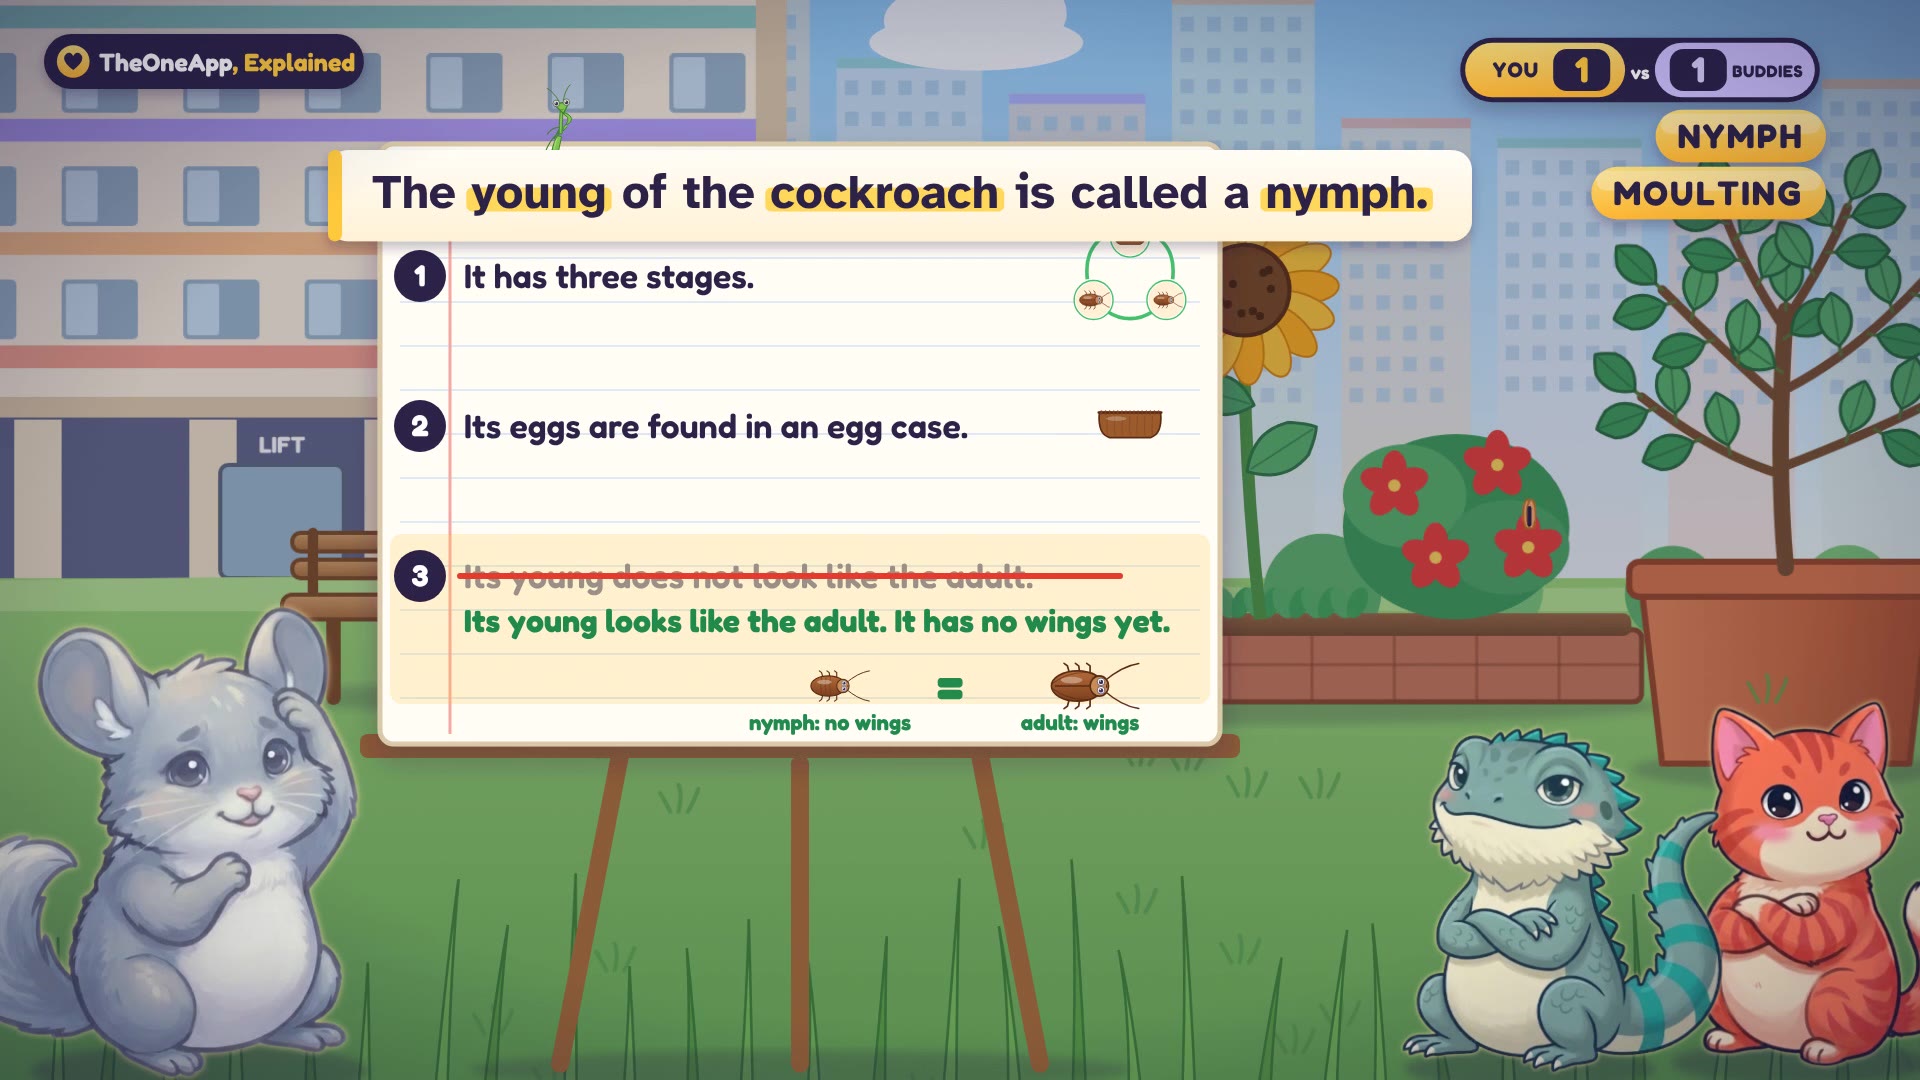 TheOneApp, Explained
YOU 1 vs 1 BUDDIES
NYMPH
MOULTING
The young of the cockroach is called a nymph.
1 It has three stages.
2 Its eggs are found in an egg case.
3 Its young does not look like the adult.
Its young looks like the adult. It has no wings yet.
=
nymph: no wings
adult: wings
LIFT